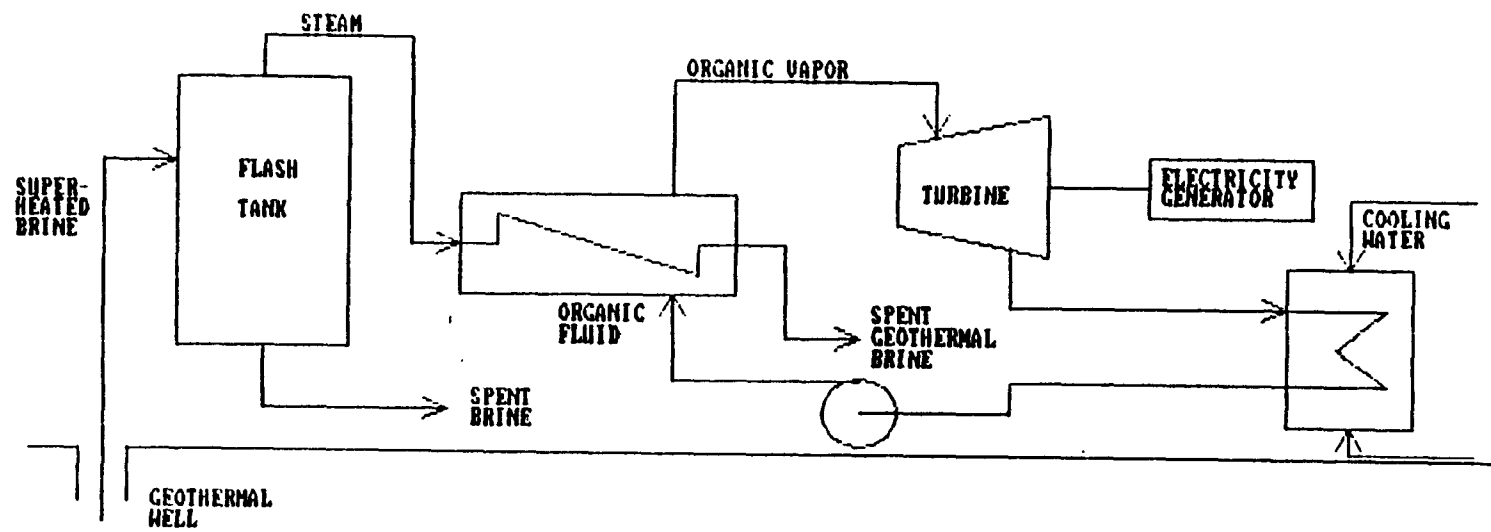 STEAM
ORGANIC VAPOR
FLASH
TANK
SUPER-
HEATED
BRINE
TURBINE
ELECTRICITY
GENERATOR
COOLING
WATER
ORGANIC
FLUID
SPENT
GEOTHERMAL
BRINE
SPENT
BRINE
GEOTHERMAL
WELL